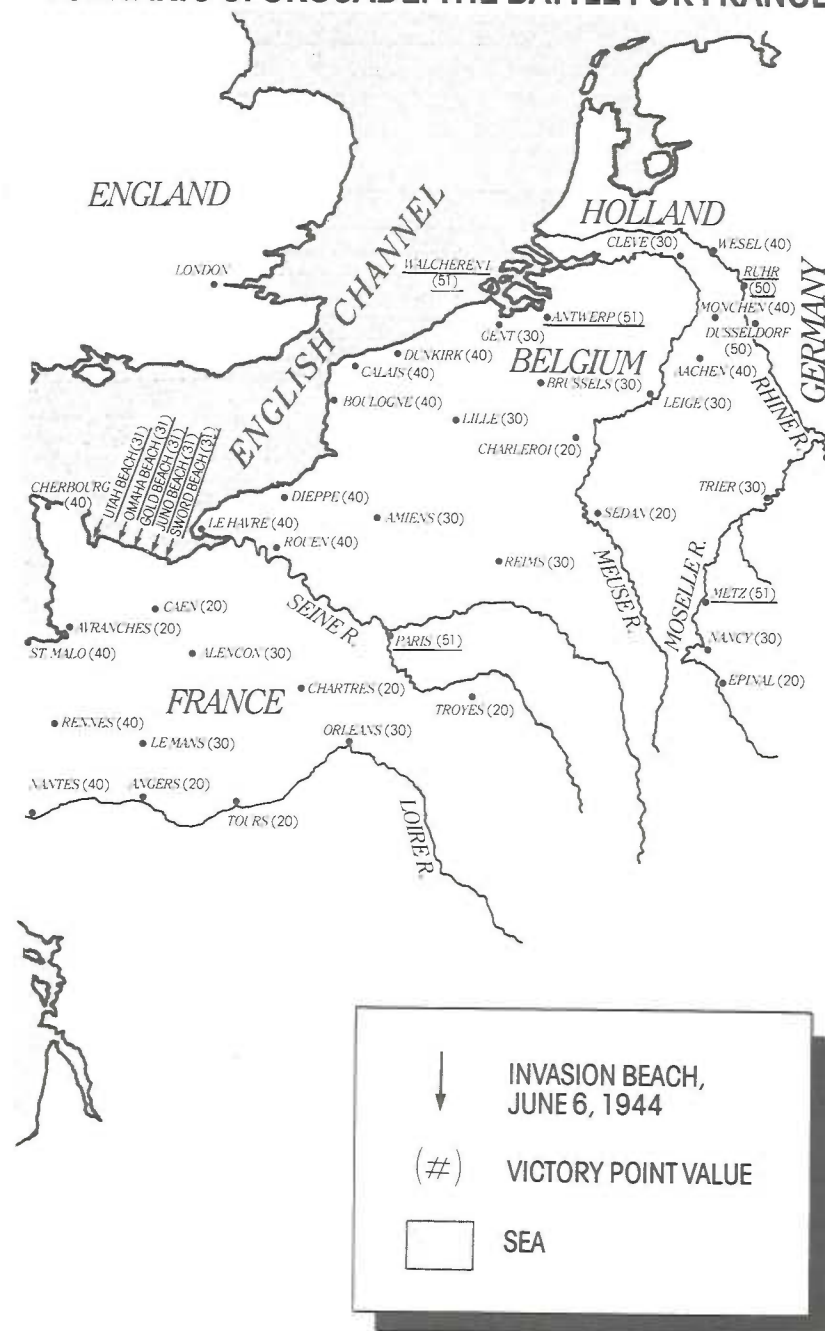 CRUSADE: THE BATTLE FOR FRANCE
ENGLAND
LONDON
ENGLISH CHANNEL
HOLLAND
CLEVE (30)
WESEL (40)
WALCHEREN I.
(51)
RUHR
(50)
ANTWERP (51)
MONCHEN (40)
GENT (30)
DUSSELDORF
(50)
GERMANY
DUNKIRK (40)
BELGIUM
AACHEN (40)
CALAIS (40)
BRUSSELS (30)
BOULOGNE (40)
LEIGE (30)
RHINE R.
LILLE (30)
CHARLEROI (20)
UTAH BEACH (31)
OMAHA BEACH (31)
GOLD BEACH (31)
JUNO BEACH (31)
SWORD BEACH (31)
CHERBOURG
(40)
DIEPPE (40)
TRIER (30)
LE HAVRE (40)
AMIENS (30)
SEDAN (20)
ROUEN (40)
REIMS (30)
MEUSE R.
MOSELLE R.
SEINE R.
METZ (51)
CAEN (20)
AVRANCHES (20)
PARIS (51)
ST MALO (40)
ALENCON (30)
NANCY (30)
FRANCE
CHARTRES (20)
TROYES (20)
EPINAL (20)
RENNES (40)
LE MANS (30)
ORLEANS (30)
NANTES (40)
ANGERS (20)
TOURS (20)
LOIRE R.
INVASION BEACH,
JUNE 6, 1944
(#)
VICTORY POINT VALUE
SEA